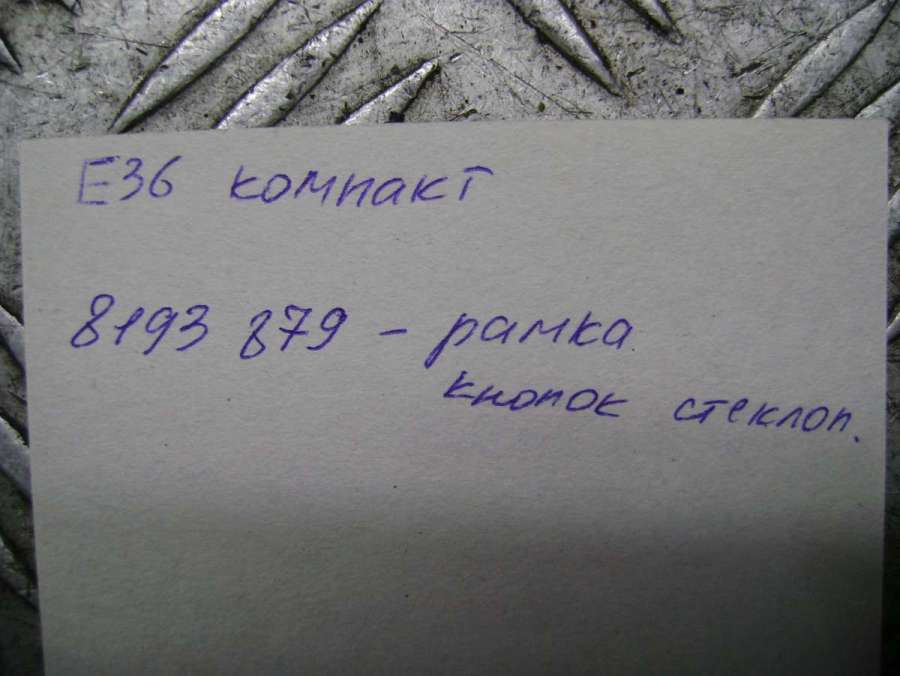 E36 компакт
8193 879 - рамка
кнопок стеклоп.